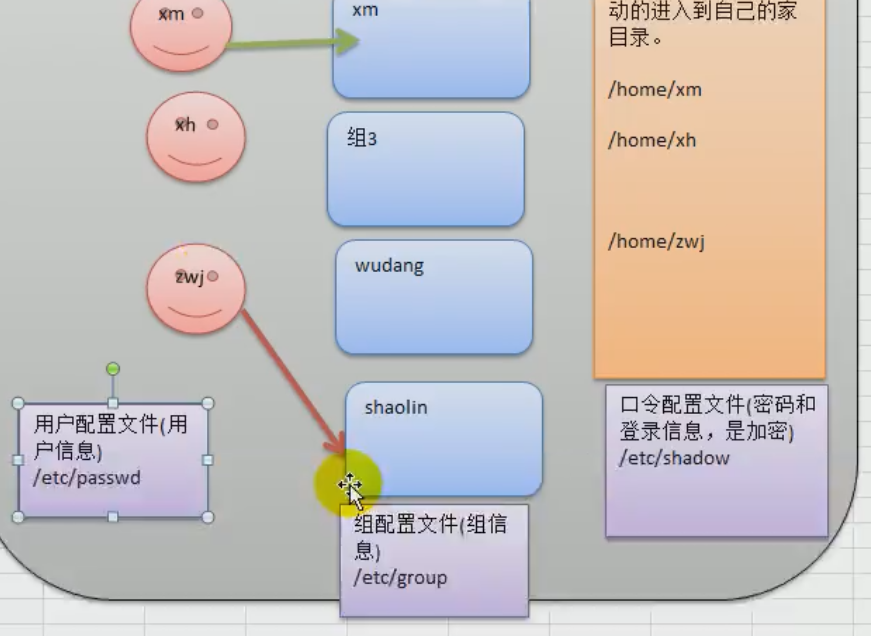 xm
xm
动的进入到自己的家
目录。
/home/xm
xh
组3
/home/xh
zwj
wudang
/home/zwj
shaolin
用户配置文件(用
户信息)
/etc/passwd
口令配置文件(密码和
登录信息，是加密)
/etc/shadow
组配置文件(组信
息)
/etc/group